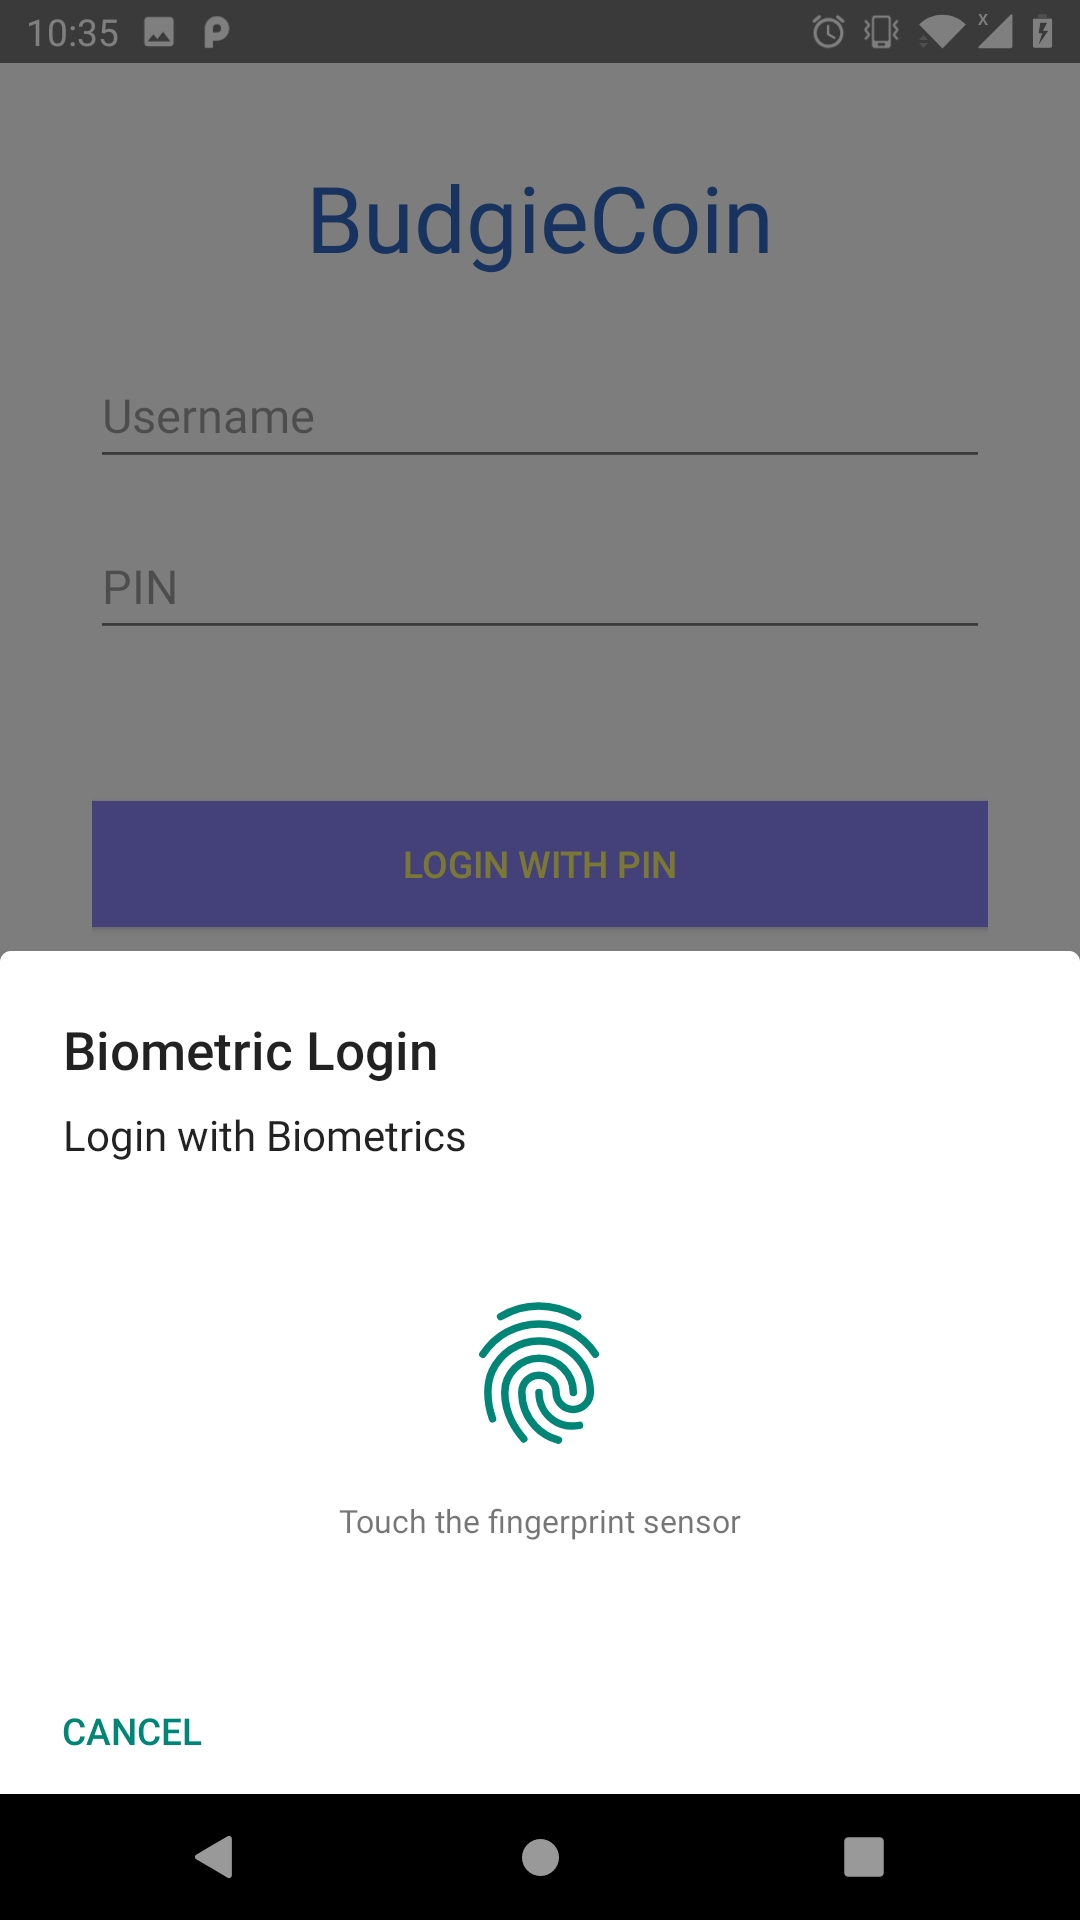 10:35
BudgieCoin
Username
PIN
LOGIN WITH PIN
Biometric Login
Login with Biometrics
Touch the fingerprint sensor
CANCEL